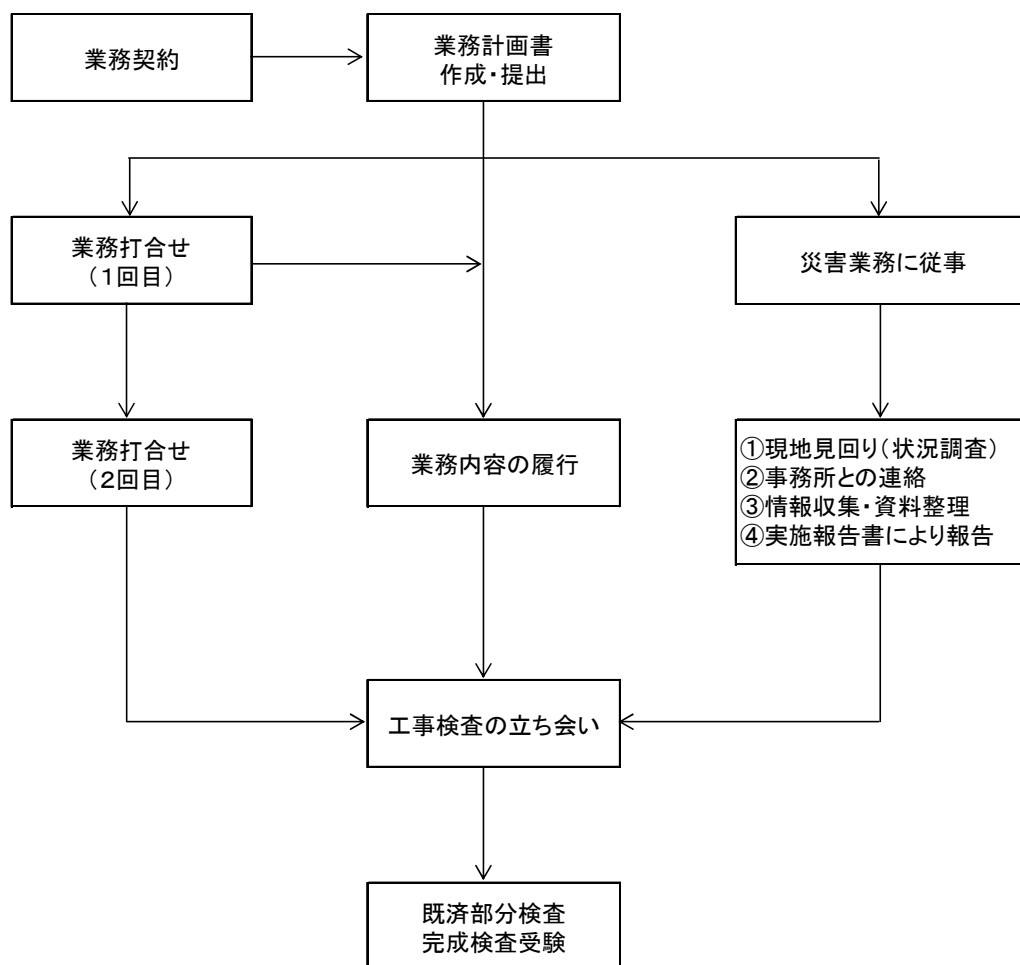 業務契約
業務計画書
作成・提出
業務打合せ
（１回目）
災害業務に従事
業務打合せ
（２回目）
業務内容の履行
①現地見回り（状況調査）
②事務所との連絡
③情報収集・資料整理
④実施報告書により報告
工事検査の立ち会い
既済部分検査
完成検査受験